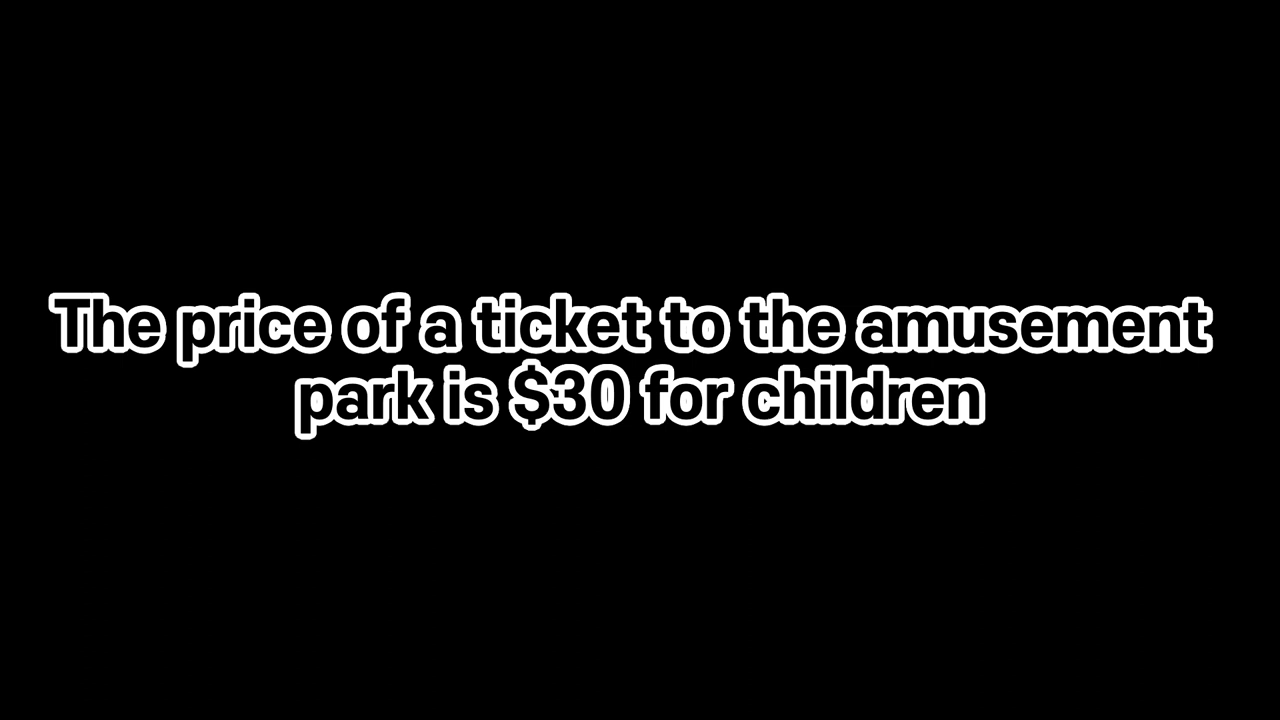 The price of a ticket to the amusement
park is $30 for children